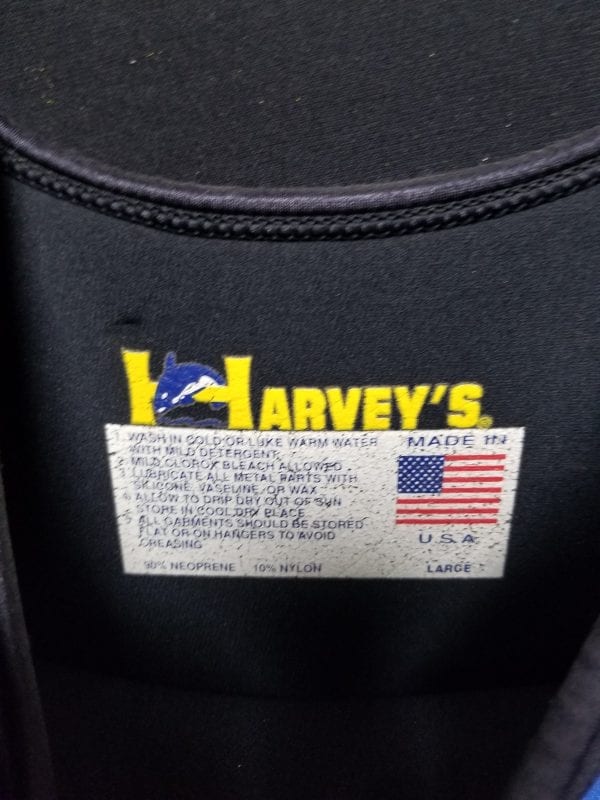 HARVEY'S®
1. WASH IN COLD OR LUKE WARM WATER
WITH MILD DETERGENT
2. MILD CLOROX BLEACH ALLOWED
3. LUBRICATE ALL METAL PARTS WITH
SILICONE, VASELINE, OR WAX
4. ALLOW TO DRIP DRY OUT OF SUN
STORE IN COOL DRY PLACE
5. ALL GARMENTS SHOULD BE STORED
FLAT OR ON HANGERS TO AVOID
CREASING
90% NEOPRENE 10% NYLON
MADE IN
U.S.A.
LARGE